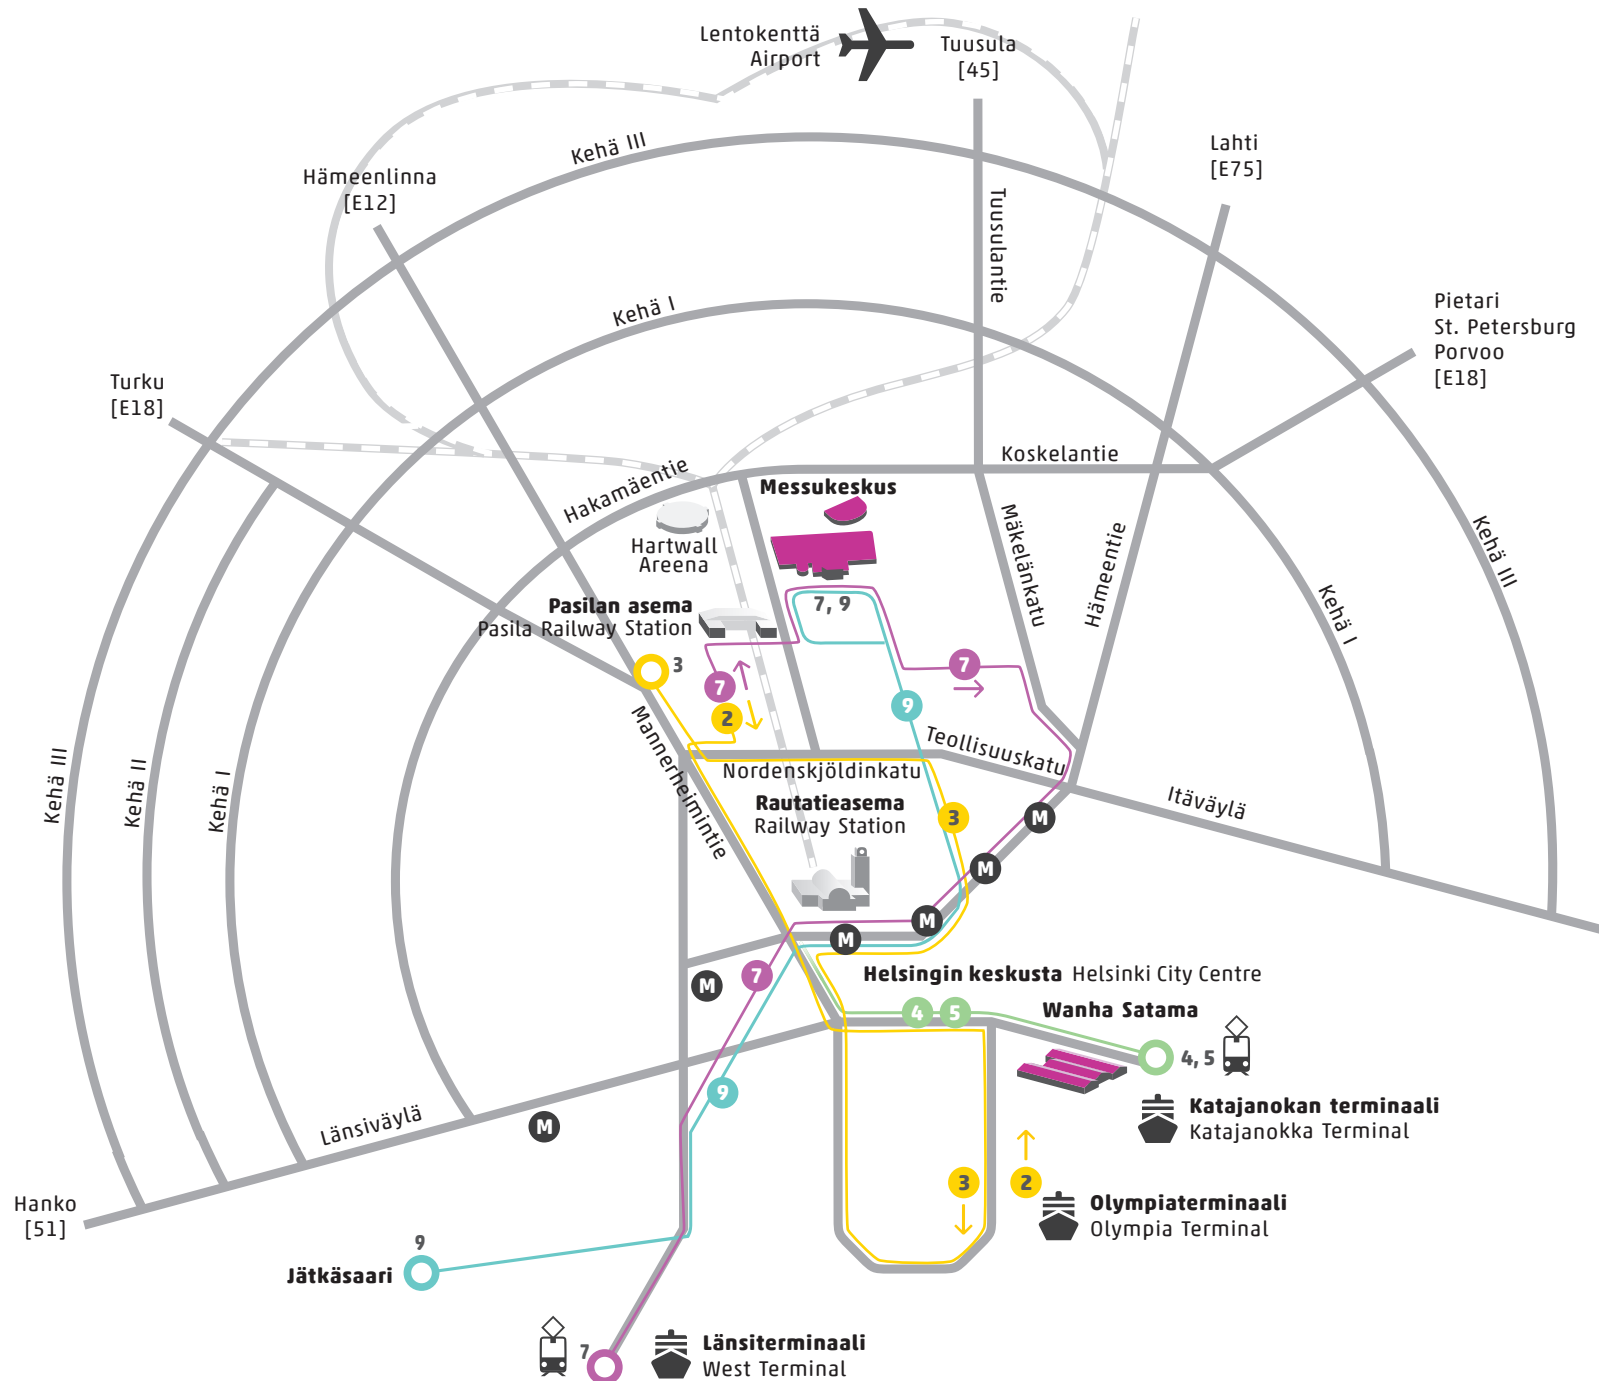 Lentokenttä
Airport
Tuusula
[45]
Lahti
[E75]
Kehä III
Hämeenlinna
[E12]
Tuusulantie
Kehä I
Pietari
St. Petersburg
Porvoo
[E18]
Turku
[E18]
Koskelantie
Hakamäentie
Messukeskus
Hartwall
Areena
Mäkelänkatu
Hämeentie
Kehä III
Kehä I
Pasilan asema
Pasila Railway Station
7, 9
3
7
7
2
9
Mannerheimintie
Teollisuuskatu
Nordenskjöldinkatu
Itäväylä
Kehä III
Kehä II
Kehä I
Rautatieasema
Railway Station
3
M
M
M
M
M
7
Helsingin keskusta Helsinki City Centre
4
5
Wanha Satama
4, 5
9
Katajanokan terminaali
Katajanokka Terminal
Länsiväylä
M
3
2
Olympiaterminaali
Olympia Terminal
Hanko
[51]
9
Jätkäsaari
7
Länsiterminaali
West Terminal